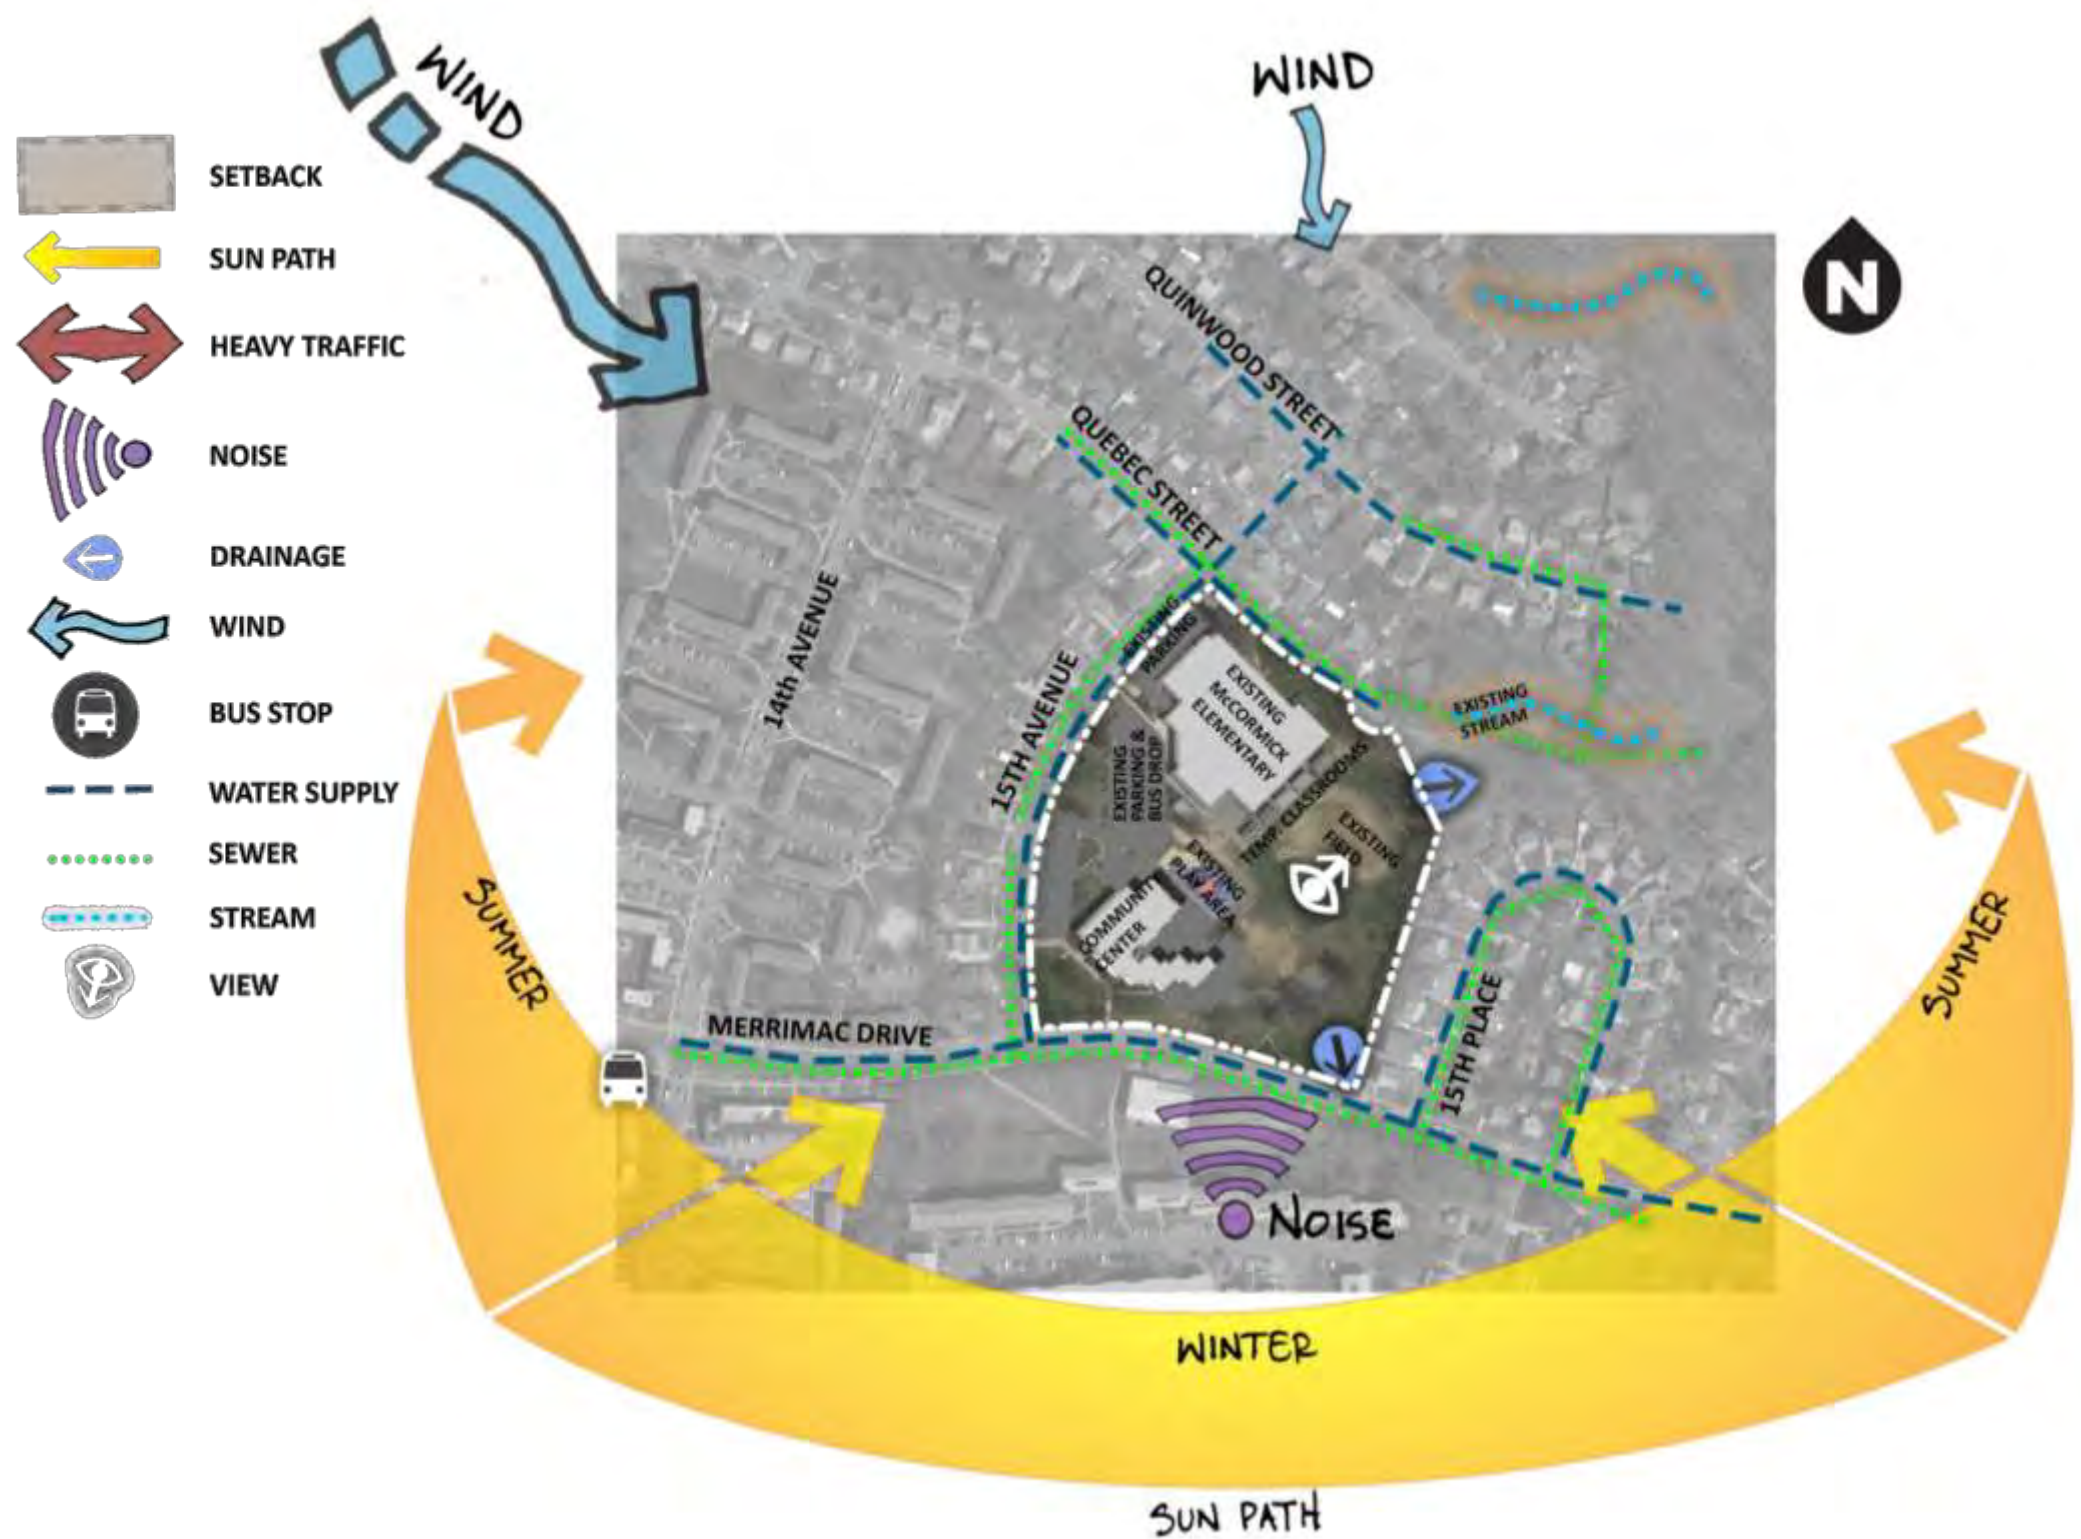 WIND
WIND
SETBACK
SUN PATH
HEAVY TRAFFIC
NOISE
DRAINAGE
WIND
BUS STOP
WATER SUPPLY
SEWER
STREAM
VIEW
N
QUINWOOD STREET
QUEBEC STREET
14th AVENUE
15TH AVENUE
EXISTING
PARKING
EXISTING
McCORMICK
ELEMENTARY
EXISTING
PARKING &
BUS DROP
TEMP. CLASSROOMS
EXISTING
FIELD
EXISTING
PLAY AREA
COMMUNITY
CENTER
EXISTING
STREAM
MERRIMAC DRIVE
15TH PLACE
SUMMER
SUMMER
NOISE
WINTER
SUN PATH